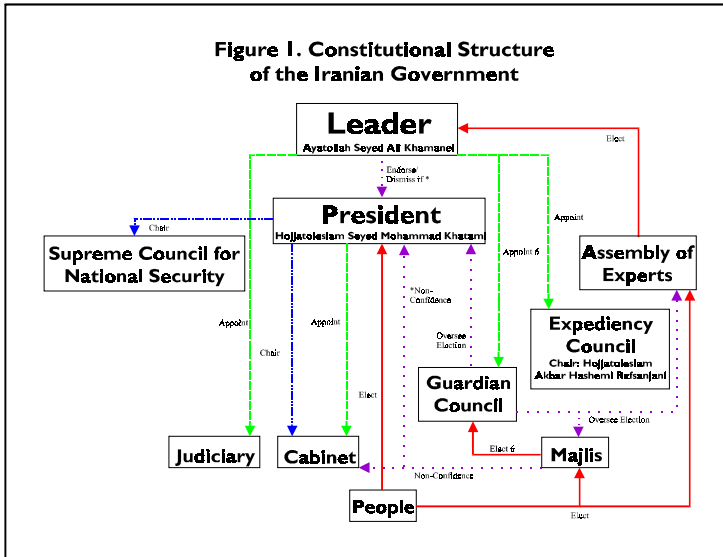 Figure 1. Constitutional Structure
of the Iranian Government
Leader
Ayatollah Seyed Ali Khamanei
Elect
Endorse/
Dismiss if *
Appoint
President
Hojjatoleslam Seyed Mohammad Khatami
Chair
Supreme Council for
National Security
Appoint 6
Assembly of
Experts
*Non-
Confidence
Appoint
Appoint
Oversee
Election
Chair
Expediency
Council
Chair: Hojjatoleslam
Akbar Hashemi Rafsanjani
Guardian
Council
Elect
Oversee Election
Judiciary
Cabinet
Elect 6
Majlis
Non-Confidence
People
Elect